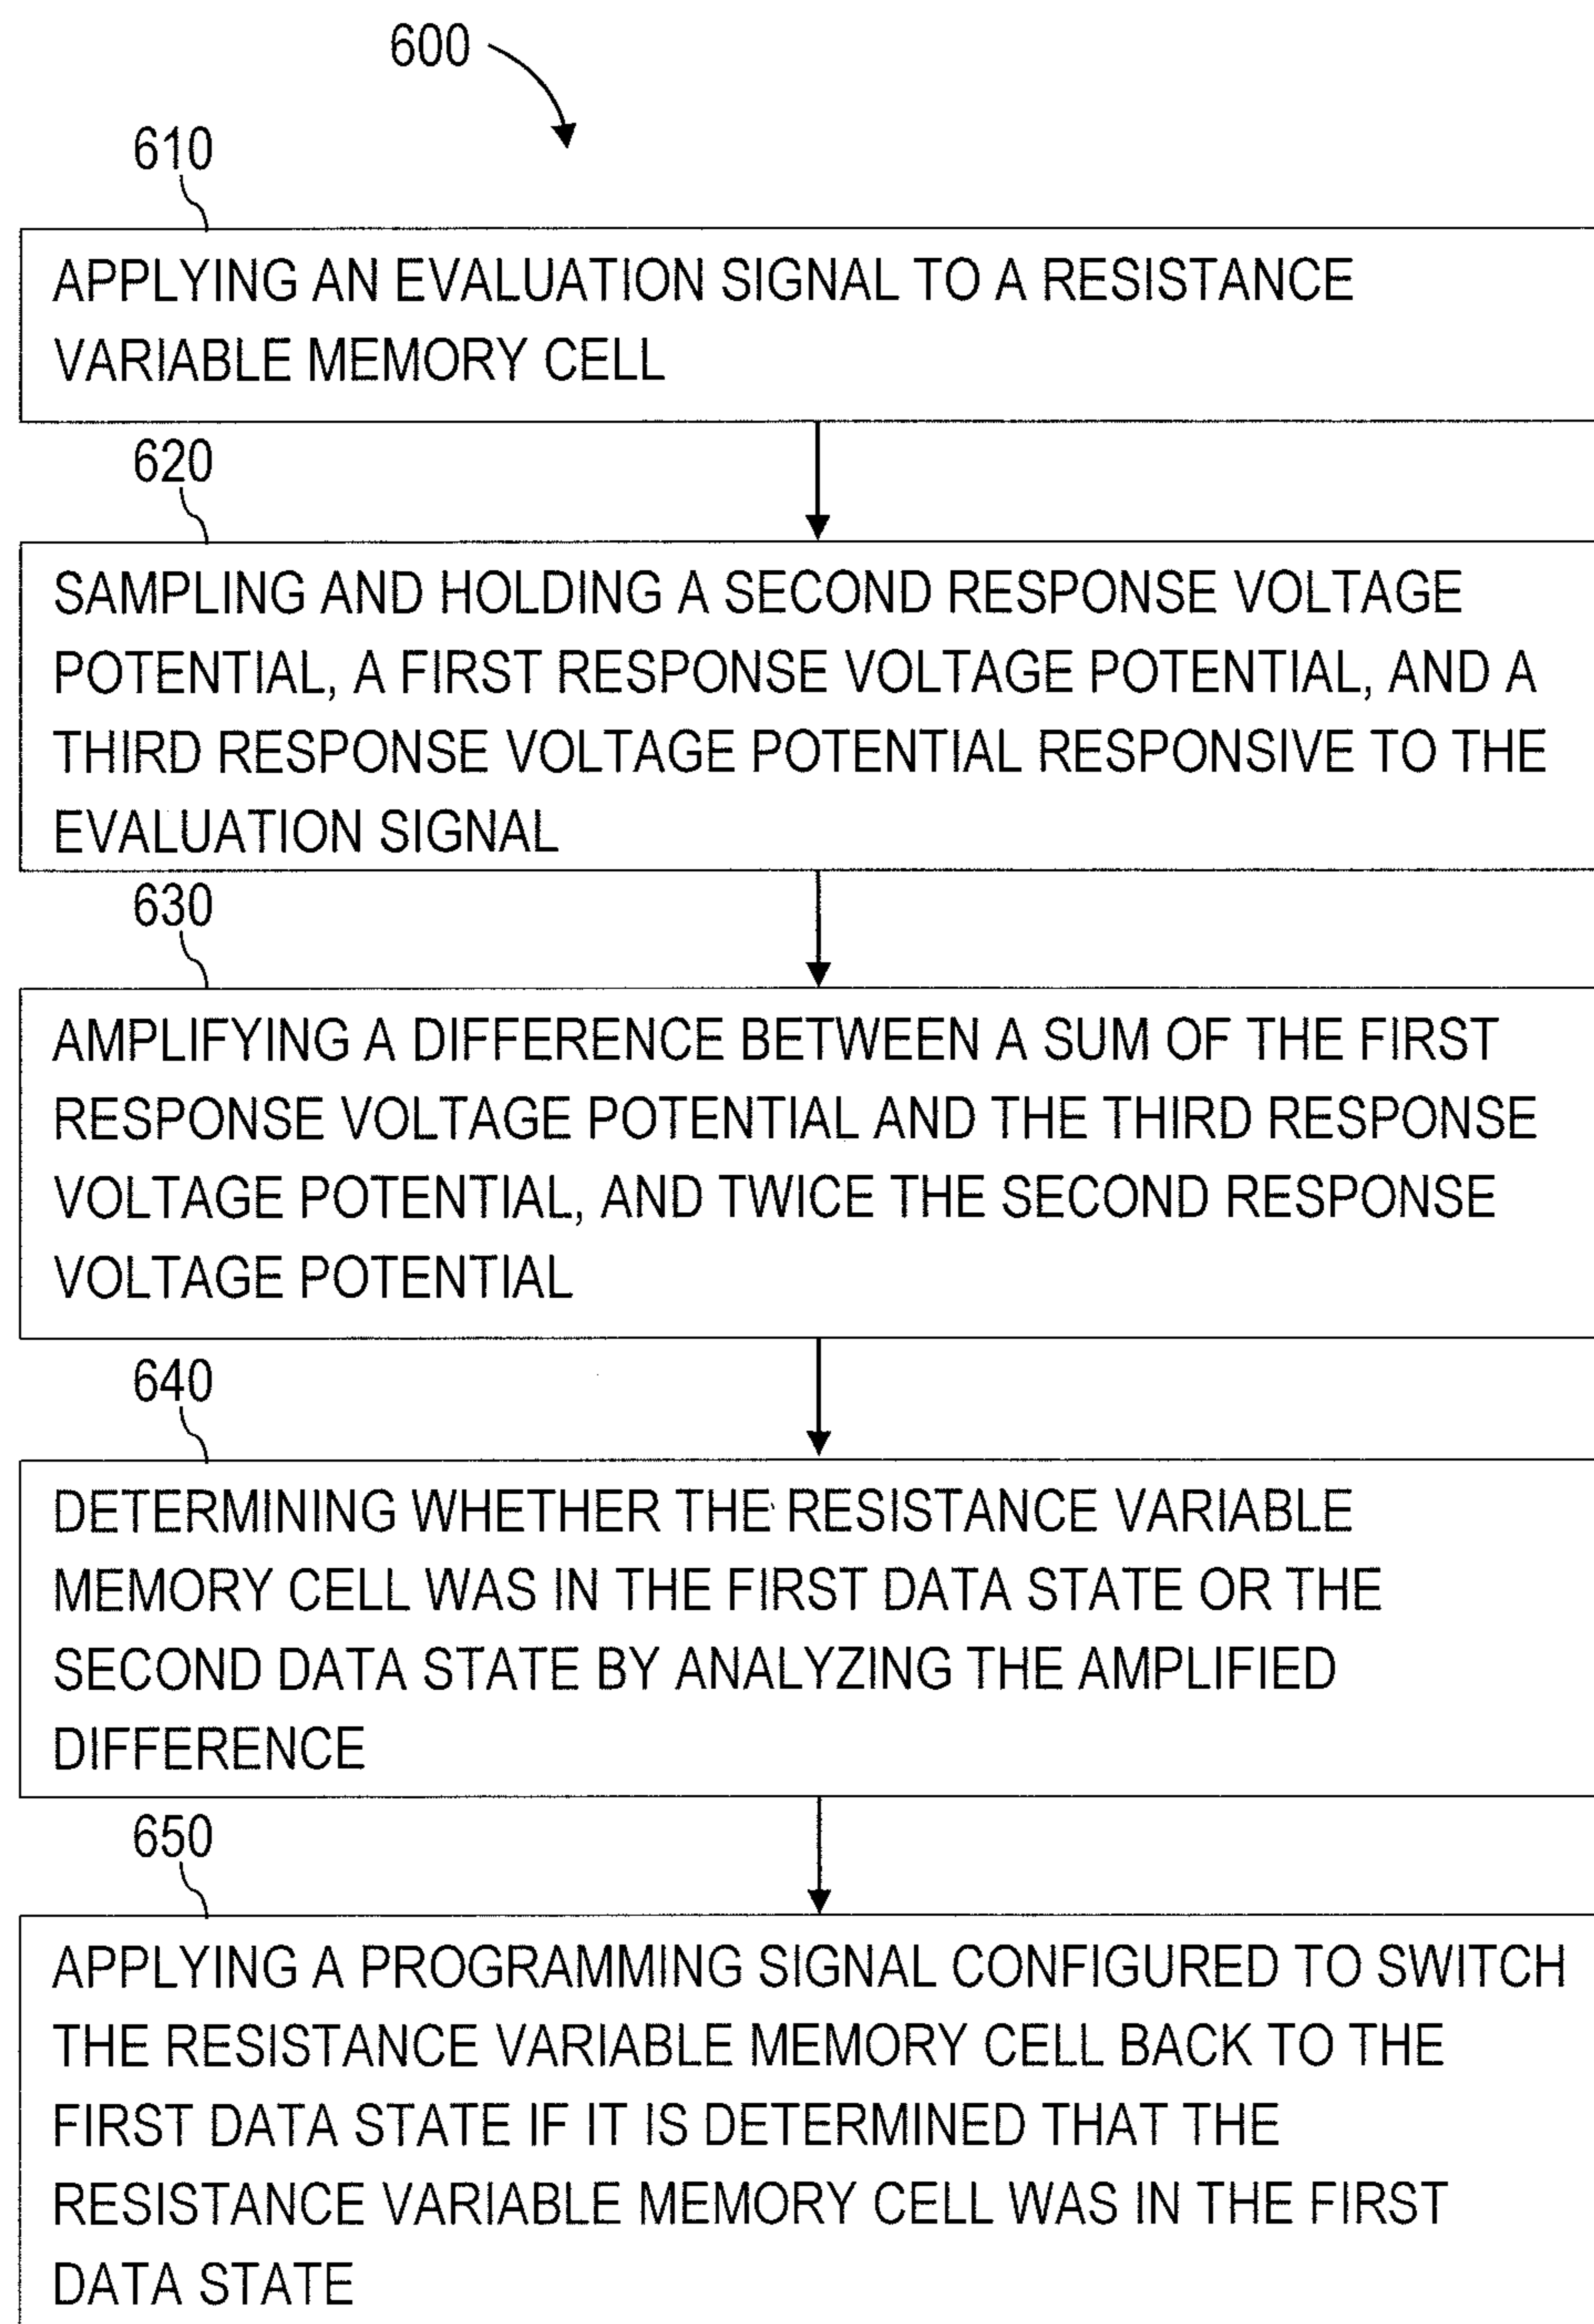 600
610
APPLYING AN EVALUATION SIGNAL TO A RESISTANCE
VARIABLE MEMORY CELL
620
SAMPLING AND HOLDING A SECOND RESPONSE VOLTAGE
POTENTIAL, A FIRST RESPONSE VOLTAGE POTENTIAL, AND A
THIRD RESPONSE VOLTAGE POTENTIAL RESPONSIVE TO THE
EVALUATION SIGNAL
630
AMPLIFYING A DIFFERENCE BETWEEN A SUM OF THE FIRST
RESPONSE VOLTAGE POTENTIAL AND THE THIRD RESPONSE
VOLTAGE POTENTIAL, AND TWICE THE SECOND RESPONSE
VOLTAGE POTENTIAL
640
DETERMINING WHETHER THE RESISTANCE VARIABLE
MEMORY CELL WAS IN THE FIRST DATA STATE OR THE
SECOND DATA STATE BY ANALYZING THE AMPLIFIED
DIFFERENCE
650
APPLYING A PROGRAMMING SIGNAL CONFIGURED TO SWITCH
THE RESISTANCE VARIABLE MEMORY CELL BACK TO THE
FIRST DATA STATE IF IT IS DETERMINED THAT THE
RESISTANCE VARIABLE MEMORY CELL WAS IN THE FIRST
DATA STATE